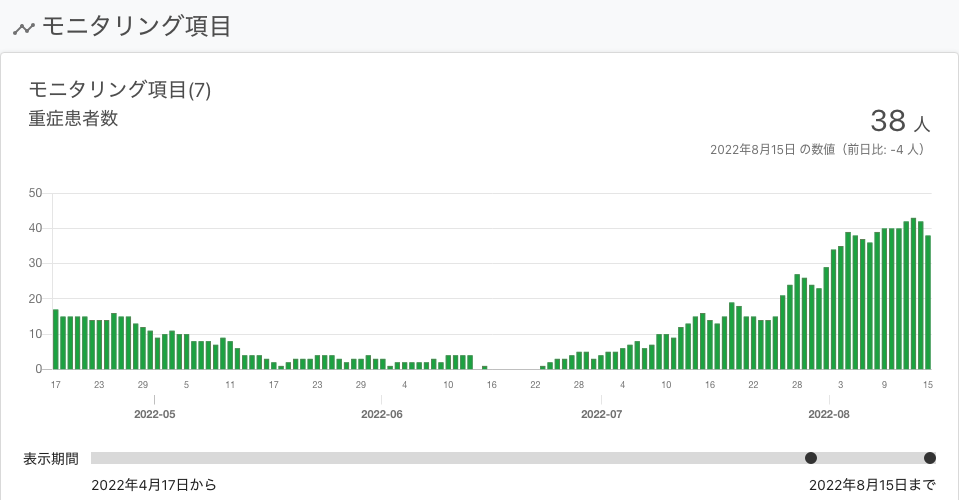 モニタリング項目
モニタリング項目(7)
重症患者数
38 人
2022年8月15日 の数値（前日比: -4 人）
50
40
30
20
10
0
17 23 29 5 11 17 23 29 4 10 16 22 28 4 10 16 22 28 3 9 15
2022-05 2022-06 2022-07 2022-08
表示期間
2022年4月17日から 2022年8月15日まで